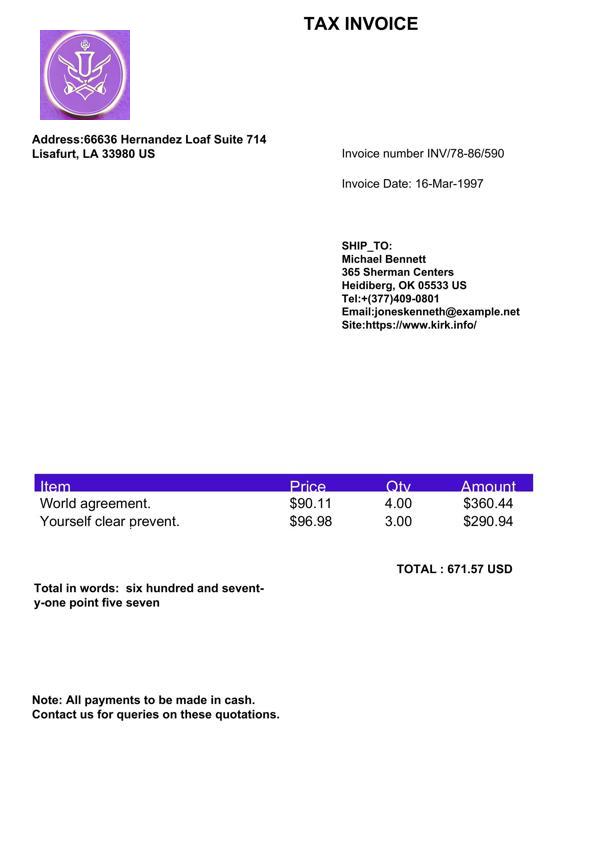 TAX INVOICE
Address:66636 Hernandez Loaf Suite 714
Lisafurt, LA 33980 US
Invoice number INV/78-86/590
Invoice Date: 16-Mar-1997
SHIP_TO:
Michael Bennett
365 Sherman Centers
Heidiberg, OK 05533 US
Tel:+(377)409-0801
Email:joneskenneth@example.net
Site:https://www.kirk.info/
Item Price Qty Amount
World agreement. $90.11 4.00 $360.44
Yourself clear prevent. $96.98 3.00 $290.94
TOTAL : 671.57 USD
Total in words:  six hundred and sevent-
y-one point five seven
Note: All payments to be made in cash.
Contact us for queries on these quotations.